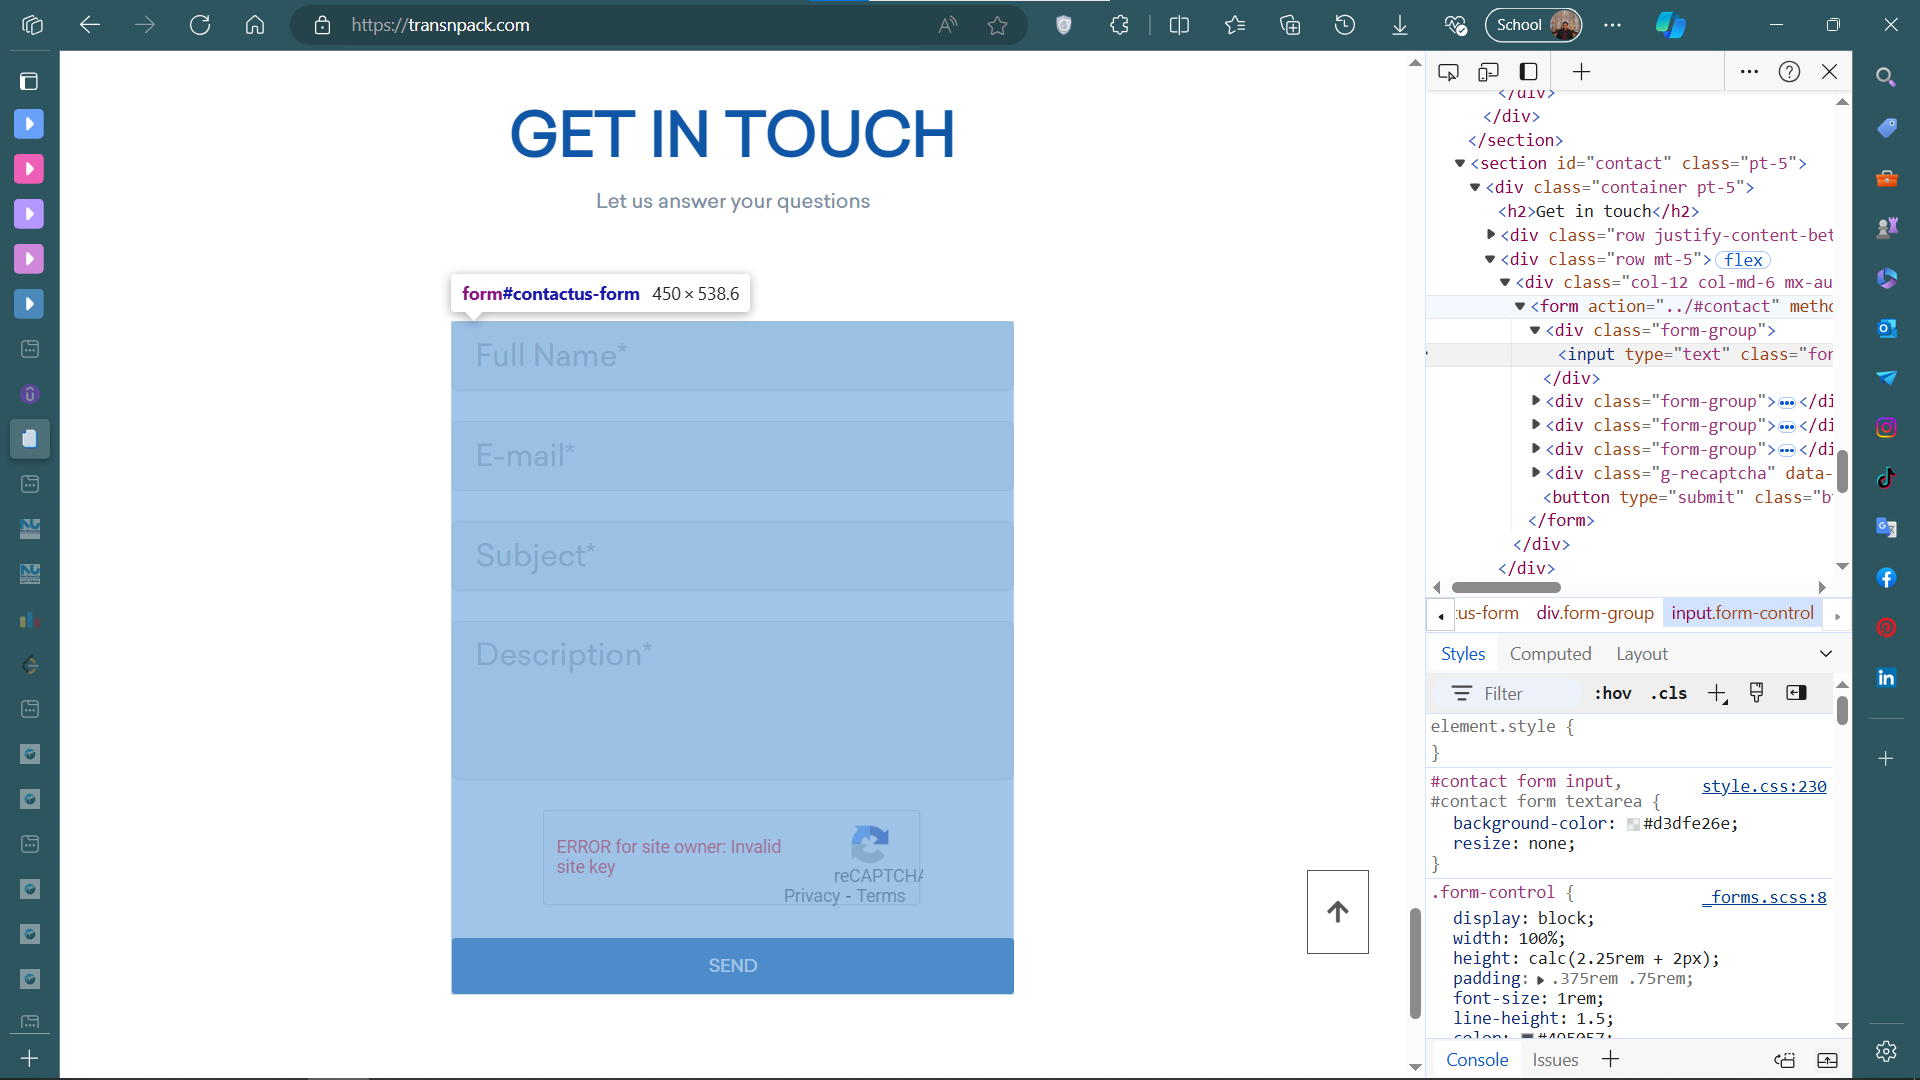 https://transnpack.com
School
GET IN TOUCH
Let us answer your questions
form#contactus-form 450 × 538.6
Full Name*
E-mail*
Subject*
Description*
ERROR for site owner: Invalid
site key
reCAPTCHA
Privacy - Terms
SEND
</div>
</div>
</section>
<section id="contact" class="pt-5">
<div class="container pt-5">
<h2>Get in touch</h2>
<div class="row justify-content-bet
<div class="row mt-5"> flex
<div class="col-12 col-md-6 mx-au
<form action="../#contact" metho
<div class="form-group">
<input type="text" class="for
</div>
<div class="form-group"> ••• </di
<div class="form-group"> ••• </di
<div class="form-group"> ••• </di
<div class="g-recaptcha" data-
<button type="submit" class="b
</form>
</div>
</div>
tus-form div.form-group input.form-control
Styles Computed Layout
Filter :hov .cls
element.style {
}
#contact form input, style.css:230
#contact form textarea {
background-color: #d3dfe26e;
resize: none;
}
.form-control { _forms.scss:8
display: block;
width: 100%;
height: calc(2.25rem + 2px);
padding: .375rem .75rem;
font-size: 1rem;
line-height: 1.5;
color: #495057;
Console Issues